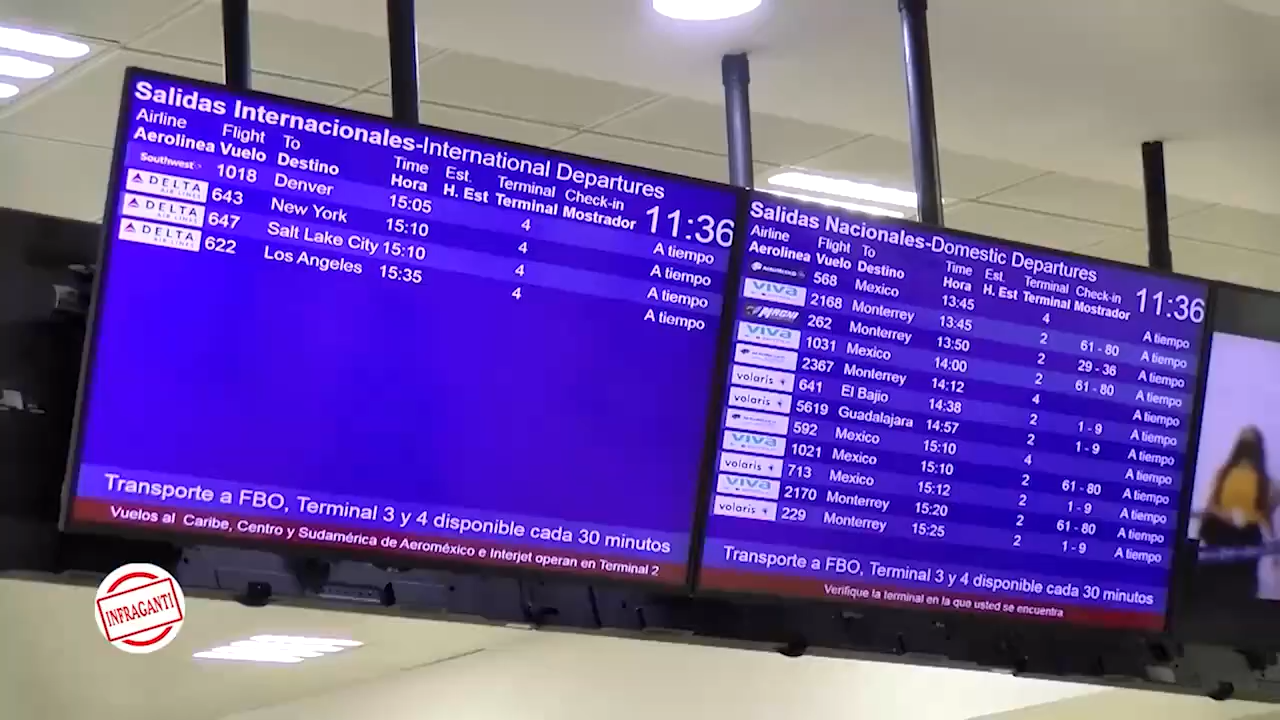 Salidas Internacionales-International Departures
Airline Flight To Time Est. Terminal Check-in
Aerolinea Vuelo Destino Hora H. Est Terminal Mostrador 11:36
Southwest 1018 Denver 15:05 4 A tiempo
DELTA AIR LINES 643 New York 15:10 4 A tiempo
DELTA AIR LINES 647 Salt Lake City 15:10 4 A tiempo
DELTA AIR LINES 622 Los Angeles 15:35 4 A tiempo
Transporte a FBO, Terminal 3 y 4 disponible cada 30 minutos
Vuelos al Caribe, Centro y Sudamérica de Aeroméxico e Interjet operan en Terminal 2
Salidas Nacionales-Domestic Departures
Airline Flight To Time Est. Terminal Check-in
Aerolinea Vuelo Destino Hora H. Est Terminal Mostrador 11:36
568 Mexico 13:45 4 A tiempo
viva 2168 Monterrey 13:45 2 61 - 80 A tiempo
MAGNI 262 Monterrey 13:50 2 29 - 36 A tiempo
viva 1031 Mexico 14:00 2 61 - 80 A tiempo
2367 Monterrey 14:12 4 A tiempo
volaris 641 El Bajio 14:38 2 1 - 9 A tiempo
volaris 5619 Guadalajara 14:57 2 1 - 9 A tiempo
592 Mexico 15:10 4 A tiempo
viva 1021 Mexico 15:10 2 61 - 80 A tiempo
volaris 713 Mexico 15:12 2 1 - 9 A tiempo
viva 2170 Monterrey 15:20 2 61 - 80 A tiempo
volaris 229 Monterrey 15:25 2 1 - 9 A tiempo
Transporte a FBO, Terminal 3 y 4 disponible cada 30 minutos
Verifique la terminal en la que usted se encuentra
INFRAGANTI